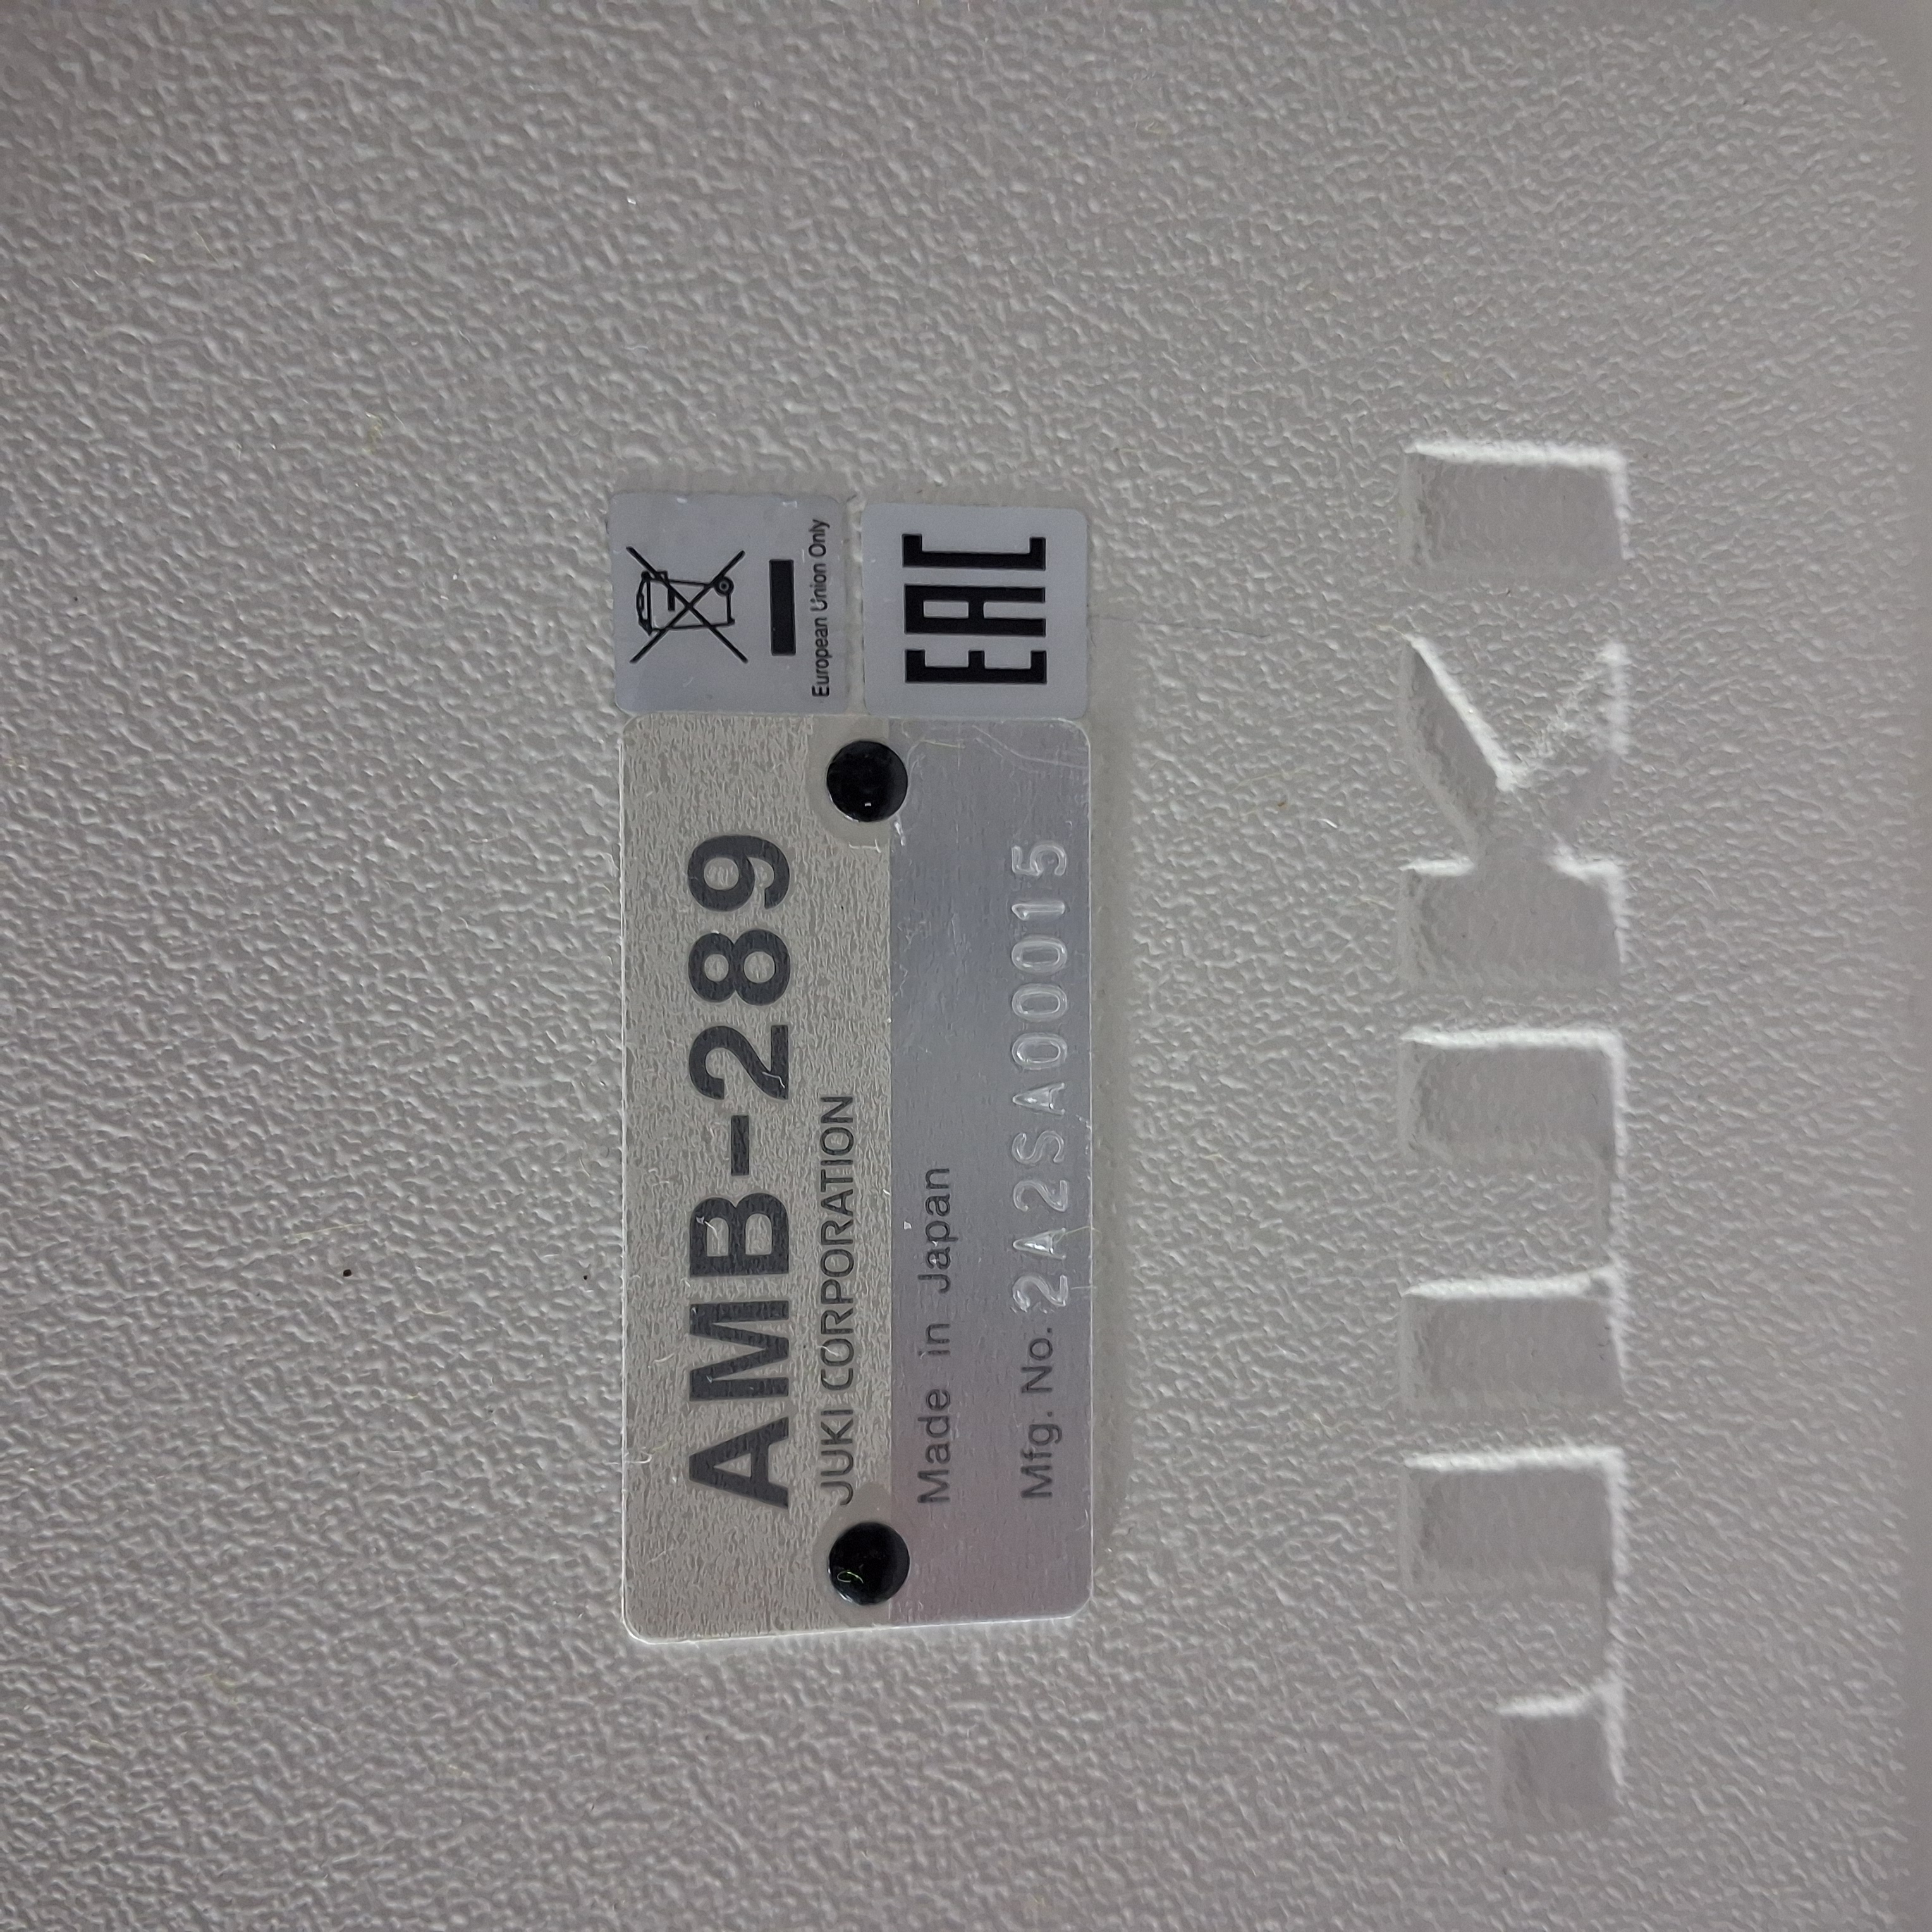 AMB-289
JUKI CORPORATION
Made in Japan
Mfg. No. 2A2SA00015
European Union Only
EAC
JUKI